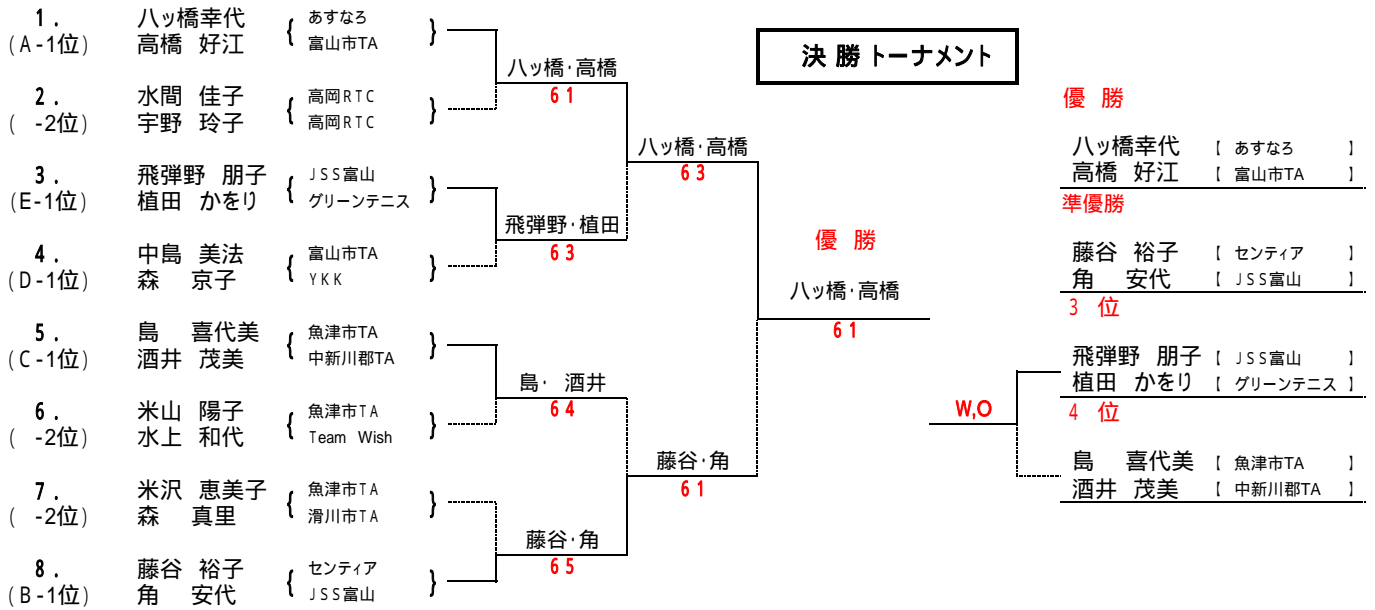 決 勝 トーナメント
1. 八ッ橋幸代 { あすなろ }
(A-1位) 高橋 好江 { 富山市TA }
八ッ橋・高橋
6 1
2. 水間 佳子 { 高岡RTC }
( -2位) 宇野 玲子 { 高岡RTC }
八ッ橋・高橋
6 3
3. 飛弾野 朋子 { JSS富山 }
(E-1位) 植田 かをり { グリーンテニス }
飛弾野・植田
6 3
4. 中島 美法 { 富山市TA }
(D-1位) 森 京子 { YKK }
優 勝
八ッ橋・高橋
6 1
5. 島 喜代美 { 魚津市TA }
(C-1位) 酒井 茂美 { 中新川郡TA }
島・ 酒井
6 4
6. 米山 陽子 { 魚津市TA }
( -2位) 水上 和代 { Team Wish }
藤谷・角
6 1
7. 米沢 恵美子 { 魚津市TA }
( -2位) 森 真里 { 滑川市TA }
藤谷・角
6 5
8. 藤谷 裕子 { センティア }
(B-1位) 角 安代 { JSS富山 }
優 勝
八ッ橋幸代 【 あすなろ 】
高橋 好江 【 富山市TA 】
準優勝
藤谷 裕子 【 センティア 】
角 安代 【 JSS富山 】
3 位
飛弾野 朋子 【 JSS富山 】
植田 かをり 【 グリーンテニス 】
W,O
4 位
島 喜代美 【 魚津市TA 】
酒井 茂美 【 中新川郡TA 】